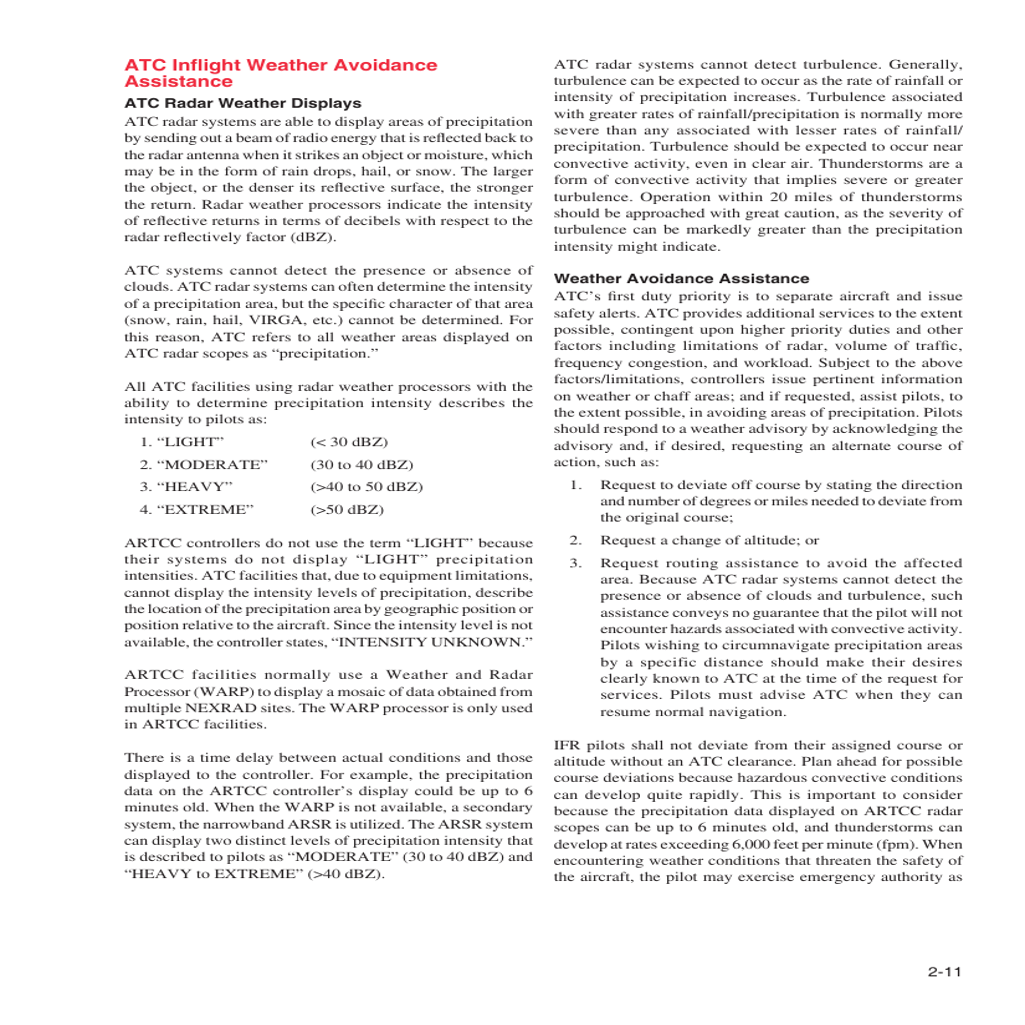 ATC Inflight Weather Avoidance
Assistance
ATC Radar Weather Displays
ATC radar systems are able to display areas of precipitation
by sending out a beam of radio energy that is reflected back to
the radar antenna when it strikes an object or moisture, which
may be in the form of rain drops, hail, or snow. The larger
the object, or the denser its reflective surface, the stronger
the return. Radar weather processors indicate the intensity
of reflective returns in terms of decibels with respect to the
radar reflectively factor (dBZ).
ATC systems cannot detect the presence or absence of
clouds. ATC radar systems can often determine the intensity
of a precipitation area, but the specific character of that area
(snow, rain, hail, VIRGA, etc.) cannot be determined. For
this reason, ATC refers to all weather areas displayed on
ATC radar scopes as “precipitation.”
All ATC facilities using radar weather processors with the
ability to determine precipitation intensity describes the
intensity to pilots as:
1. “LIGHT” (< 30 dBZ)
2. “MODERATE” (30 to 40 dBZ)
3. “HEAVY” (>40 to 50 dBZ)
4. “EXTREME” (>50 dBZ)
ARTCC controllers do not use the term “LIGHT” because
their systems do not display “LIGHT” precipitation
intensities. ATC facilities that, due to equipment limitations,
cannot display the intensity levels of precipitation, describe
the location of the precipitation area by geographic position or
position relative to the aircraft. Since the intensity level is not
available, the controller states, “INTENSITY UNKNOWN.”
ARTCC facilities normally use a Weather and Radar
Processor (WARP) to display a mosaic of data obtained from
multiple NEXRAD sites. The WARP processor is only used
in ARTCC facilities.
There is a time delay between actual conditions and those
displayed to the controller. For example, the precipitation
data on the ARTCC controller’s display could be up to 6
minutes old. When the WARP is not available, a secondary
system, the narrowband ARSR is utilized. The ARSR system
can display two distinct levels of precipitation intensity that
is described to pilots as “MODERATE” (30 to 40 dBZ) and
“HEAVY to EXTREME” (>40 dBZ).
ATC radar systems cannot detect turbulence. Generally,
turbulence can be expected to occur as the rate of rainfall or
intensity of precipitation increases. Turbulence associated
with greater rates of rainfall/precipitation is normally more
severe than any associated with lesser rates of rainfall/
precipitation. Turbulence should be expected to occur near
convective activity, even in clear air. Thunderstorms are a
form of convective activity that implies severe or greater
turbulence. Operation within 20 miles of thunderstorms
should be approached with great caution, as the severity of
turbulence can be markedly greater than the precipitation
intensity might indicate.
Weather Avoidance Assistance
ATC’s first duty priority is to separate aircraft and issue
safety alerts. ATC provides additional services to the extent
possible, contingent upon higher priority duties and other
factors including limitations of radar, volume of traffic,
frequency congestion, and workload. Subject to the above
factors/limitations, controllers issue pertinent information
on weather or chaff areas; and if requested, assist pilots, to
the extent possible, in avoiding areas of precipitation. Pilots
should respond to a weather advisory by acknowledging the
advisory and, if desired, requesting an alternate course of
action, such as:
1. Request to deviate off course by stating the direction
and number of degrees or miles needed to deviate from
the original course;
2. Request a change of altitude; or
3. Request routing assistance to avoid the affected
area. Because ATC radar systems cannot detect the
presence or absence of clouds and turbulence, such
assistance conveys no guarantee that the pilot will not
encounter hazards associated with convective activity.
Pilots wishing to circumnavigate precipitation areas
by a specific distance should make their desires
clearly known to ATC at the time of the request for
services. Pilots must advise ATC when they can
resume normal navigation.
IFR pilots shall not deviate from their assigned course or
altitude without an ATC clearance. Plan ahead for possible
course deviations because hazardous convective conditions
can develop quite rapidly. This is important to consider
because the precipitation data displayed on ARTCC radar
scopes can be up to 6 minutes old, and thunderstorms can
develop at rates exceeding 6,000 feet per minute (fpm). When
encountering weather conditions that threaten the safety of
the aircraft, the pilot may exercise emergency authority as
2-11